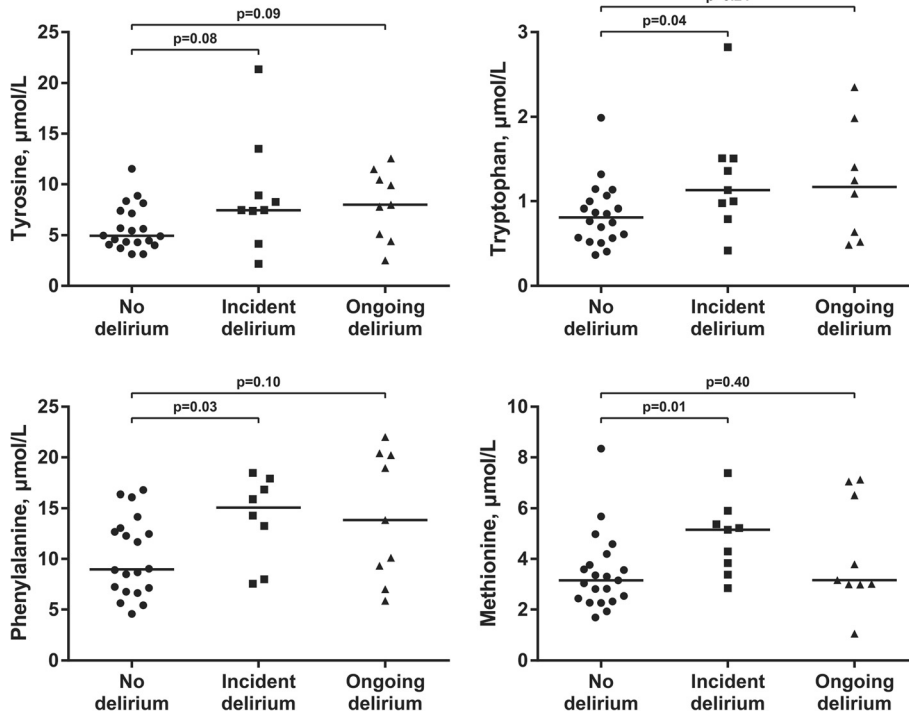 p=0.09
p=0.08
25
20
15
10
5
0
Tyrosine, µmol/L
No delirium
Incident delirium
Ongoing delirium
p=0.04
3
2
1
0
Tryptophan, µmol/L
No delirium
Incident delirium
Ongoing delirium
p=0.10
p=0.03
25
20
15
10
5
0
Phenylalanine, µmol/L
No delirium
Incident delirium
Ongoing delirium
p=0.40
p=0.01
10
8
6
4
2
0
Methionine, µmol/L
No delirium
Incident delirium
Ongoing delirium